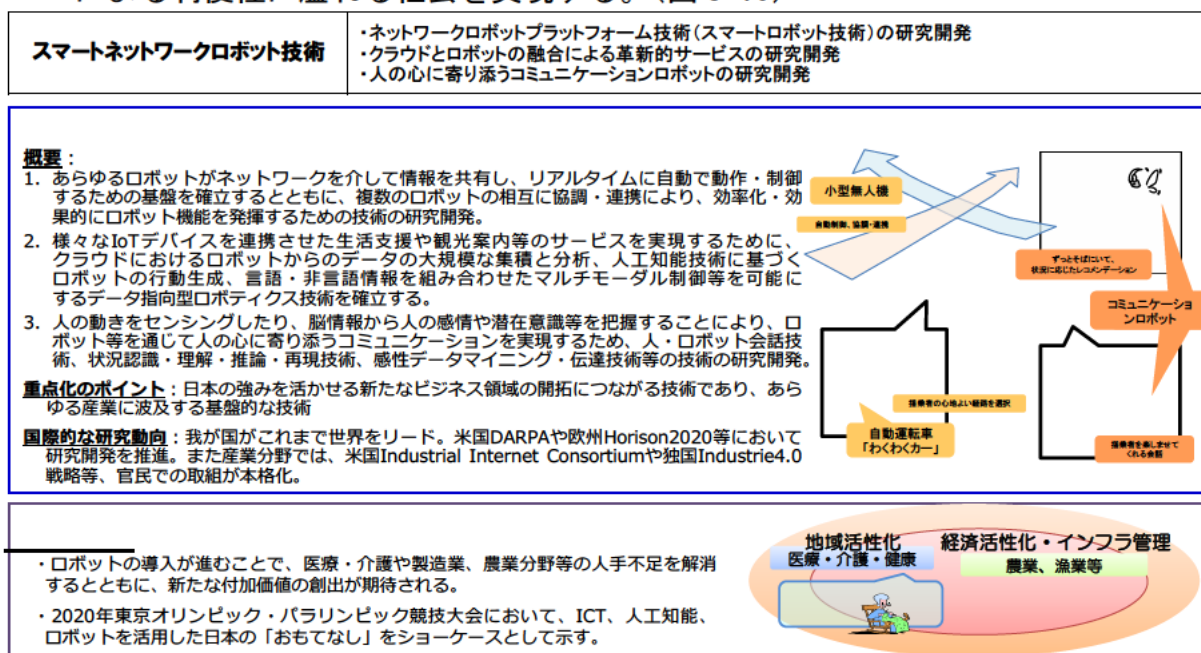 スマートネットワークロボット技術
・ネットワークロボットプラットフォーム技術(スマートロボット技術)の研究開発
・クラウドとロボットの融合による革新的サービスの研究開発
・人の心に寄り添うコミュニケーションロボットの研究開発
概要：
1. あらゆるロボットがネットワークを介して情報を共有し、リアルタイムに自動で動作・制御
するための基盤を確立するとともに、複数のロボットの相互に協調・連携により、効率化・効
果的にロボット機能を発揮するための技術の研究開発。
2. 様々なIoTデバイスを連携させた生活支援や観光案内等のサービスを実現するために、
クラウドにおけるロボットからのデータの大規模な集積と分析、人工知能技術に基づく
ロボットの行動生成、言語・非言語情報を組み合わせたマルチモーダル制御等を可能に
するデータ指向型ロボティクス技術を確立する。
3. 人の動きをセンシングしたり、脳情報から人の感情や潜在意識等を把握することにより、ロ
ボット等を通じて人の心に寄り添うコミュニケーションを実現するため、人・ロボット会話技
術、状況認識・理解・推論・再現技術、感性データマイニング・伝達技術等の技術の研究開発。
重点化のポイント：日本の強みを活かせる新たなビジネス領域の開拓につながる技術であり、あら
ゆる産業に波及する基盤的な技術
国際的な研究動向：我が国がこれまで世界をリード。米国DARPAや欧州Horison2020等において
研究開発を推進。また産業分野では、米国Industrial Internet Consortiumや独国Industrie4.0
戦略等、官民での取組が本格化。
小型無人機
自動制御、協調・連携
ずっとそばにいて、
状況に応じたレコメンデーション
コミュニケーショ
ンロボット
搭乗者の心地よい経路を選択
自動運転車
「わくわくカー」
搭乗者を楽しませて
くれる会話
・ロボットの導入が進むことで、医療・介護や製造業、農業分野等の人手不足を解消
するとともに、新たな付加価値の創出が期待される。
・2020年東京オリンピック・パラリンピック競技大会において、ICT、人工知能、
ロボットを活用した日本の「おもてなし」をショーケースとして示す。
地域活性化
医療・介護・健康
経済活性化・インフラ管理
農業、漁業等